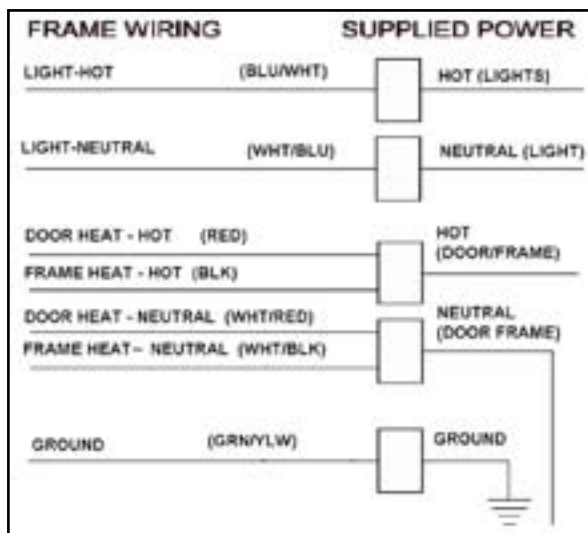 FRAME WIRING SUPPLIED POWER
LIGHT-HOT (BLU/WHT) HOT (LIGHTS)
LIGHT-NEUTRAL (WHT/BLU) NEUTRAL (LIGHT)
DOOR HEAT - HOT (RED) HOT
(DOOR/FRAME)
FRAME HEAT - HOT (BLK)
DOOR HEAT - NEUTRAL (WHT/RED) NEUTRAL
(DOOR FRAME)
FRAME HEAT– NEUTRAL (WHT/BLK)
GROUND (GRN/YLW) GROUND